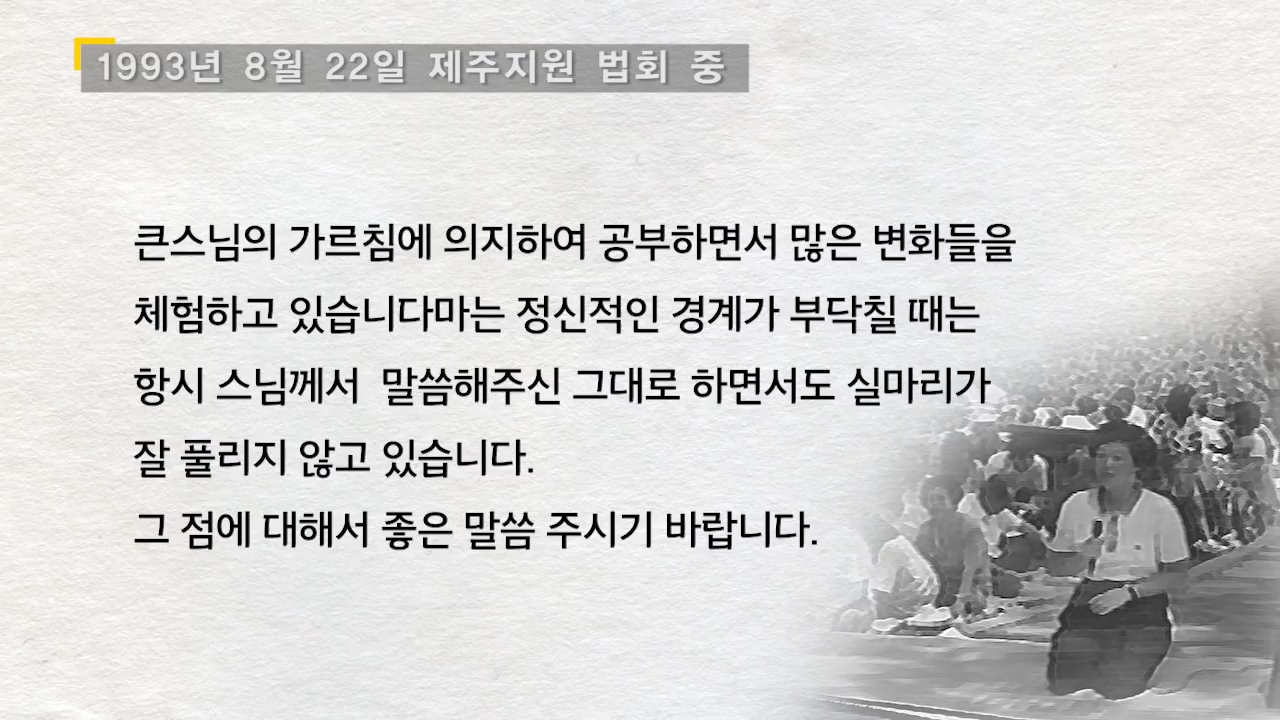 1993년 8월 22일 제주지원 법회 중
큰스님의 가르침에 의지하여 공부하면서 많은 변화들을
체험하고 있습니다마는 정신적인 경계가 부닥칠 때는
항시 스님께서 말씀해주신 그대로 하면서도 실마리가
잘 풀리지 않고 있습니다.
그 점에 대해서 좋은 말씀 주시기 바랍니다.